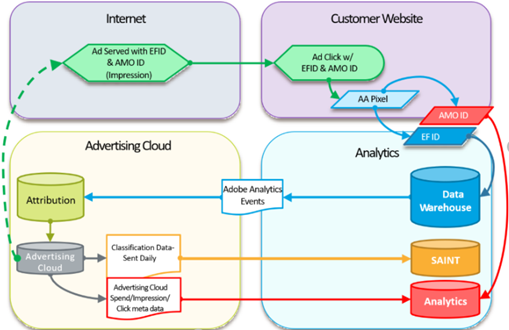 Internet
Customer Website
Ad Served with EFID
& AMO ID
(Impression)
Ad Click w/
EFID & AMO ID
AA Pixel
AMO ID
EF ID
Advertising Cloud
Analytics
Attribution
Adobe Analytics
Events
Data
Warehouse
Advertising
Cloud
Classification Data-
Sent Daily
SAINT
Advertising Cloud
Spend/Impression/
Click meta data
Analytics